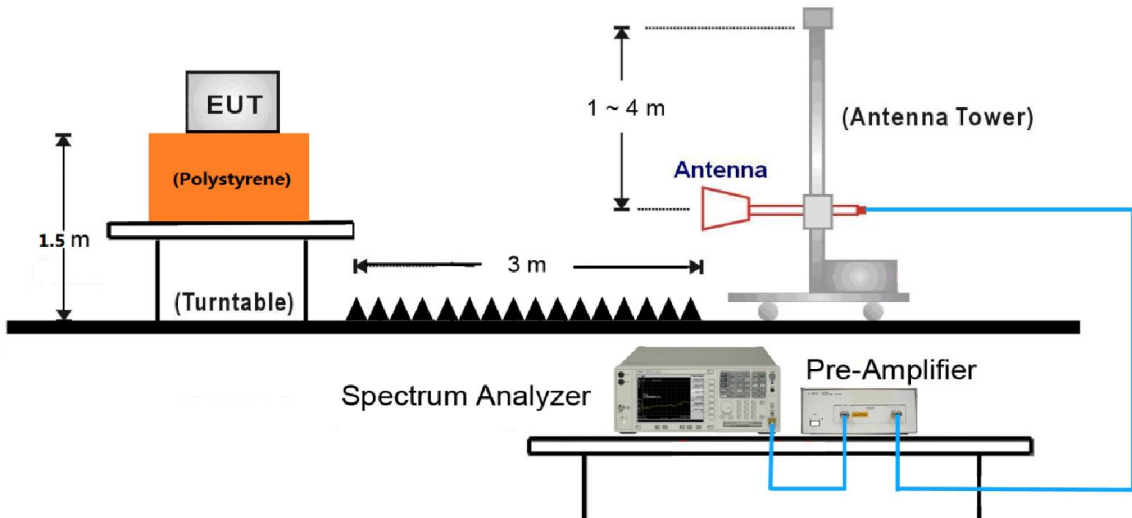 EUT
(Polystyrene)
1.5 m
(Turntable)
3 m
1 ~ 4 m
Antenna
(Antenna Tower)
Spectrum Analyzer
Pre-Amplifier